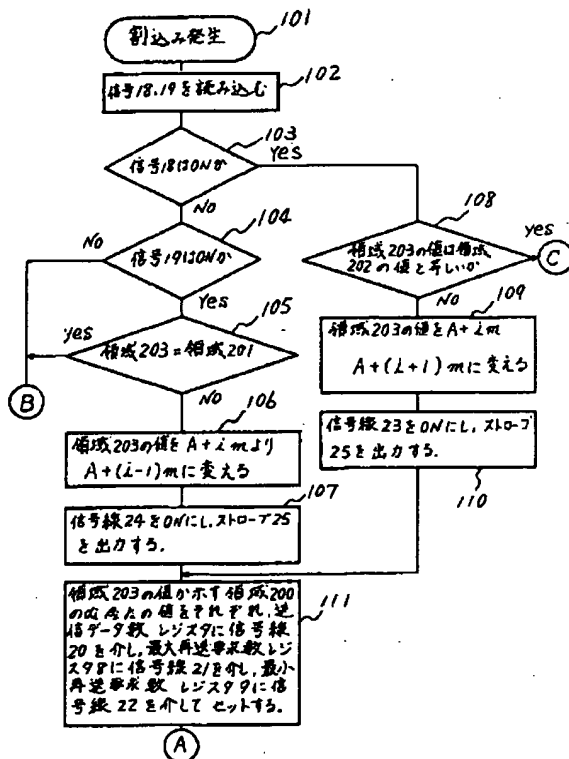 割込み発生
101
信号18.19を読み込む
102
103
信号18はONか
yes
No
104
信号19はONか
No
yes
105
領域203=領域201
yes
No
B
106
領域203の値をA+imより
A+(i-1)mに変える
107
信号線24をONにし、ストローブ25
を出力する。
108
領域203の値は領域
202の値と等しいか
yes
C
No
109
領域203の値をA+im
A+(i+1)mに変える
信号線23をONにし、ストローブ
25を出力する.
110
111
領域203の値が示す領域200
の の値をそれぞれ、送
信データ数 レジスタに信号線
20を介し、最大再送要求数レジ
スタ8に信号線21を介し、最小
再送要求数 レジスタ9に信
号線22を介して セットする。
A